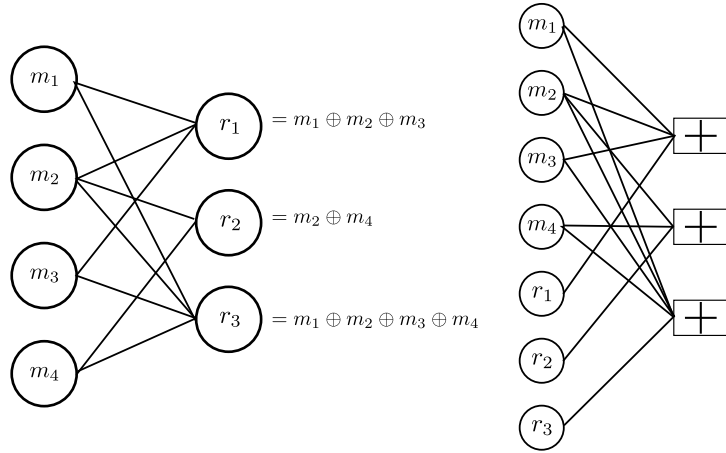 m₁
m₂
m₃
m₄
r₁ = m₁ ⊕ m₂ ⊕ m₃
r₂ = m₂ ⊕ m₄
r₃ = m₁ ⊕ m₂ ⊕ m₃ ⊕ m₄
m₁
m₂
m₃
m₄
r₁
r₂
r₃
+
+
+